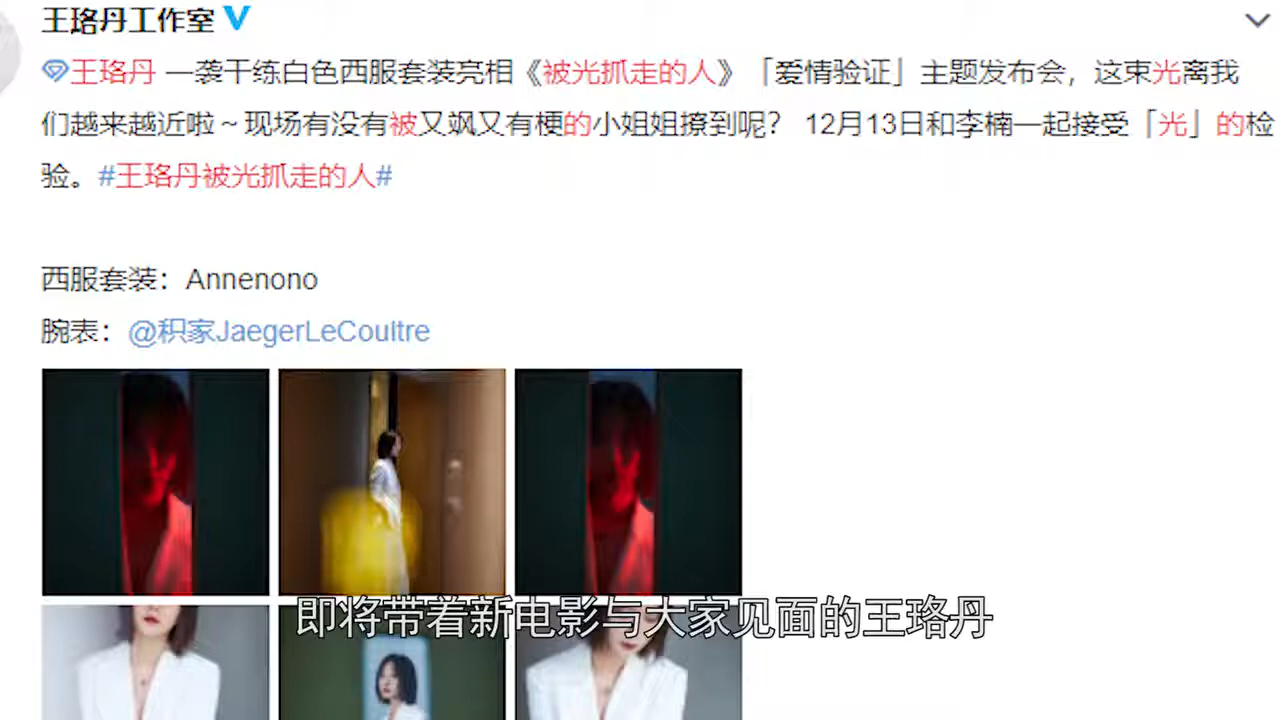 王珞丹工作室
王珞丹 一袭干练白色西服套装亮相《被光抓走的人》「爱情验证」主题发布会，这束光离我
们越来越近啦～现场有没有被又飒又有梗的小姐姐撩到呢？ 12月13日和李楠一起接受「光」的检
验。#王珞丹被光抓走的人#
西服套装：Annenono
腕表：@积家JaegerLeCoultre
即将带着新电影与大家见面的王珞丹